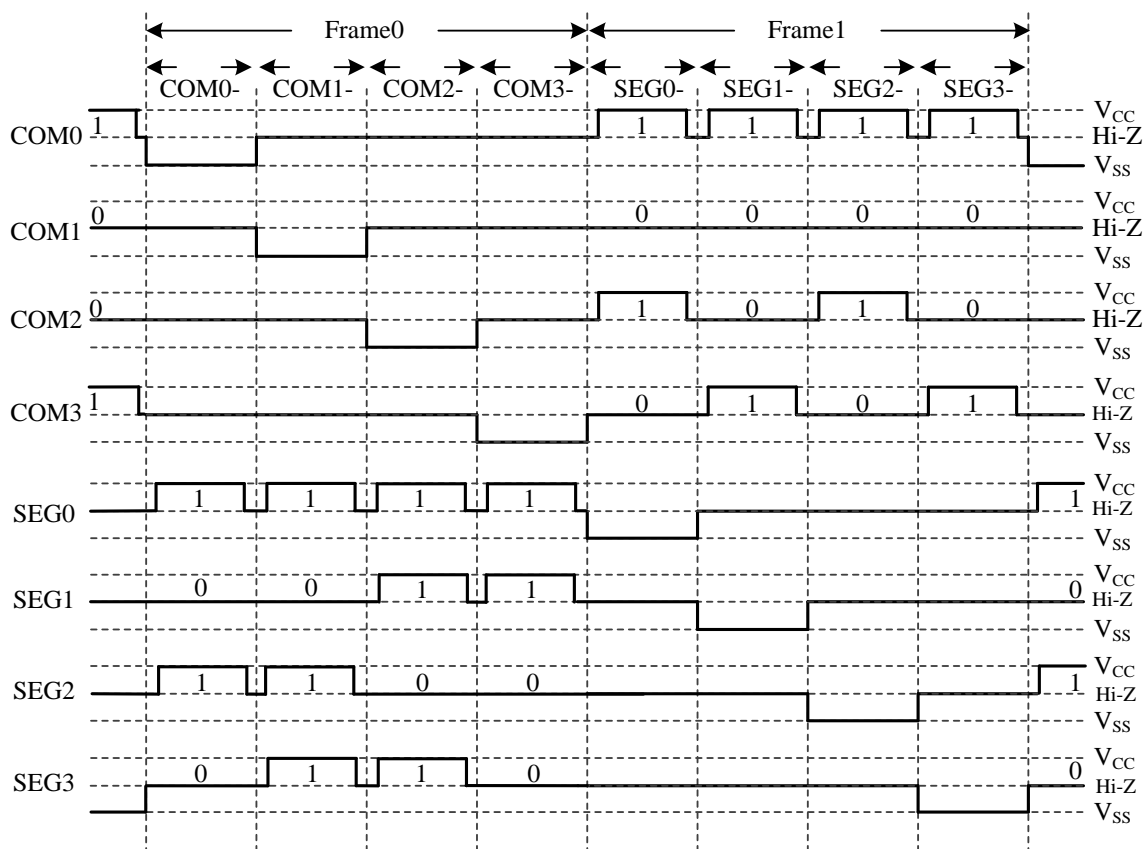 Frame0 Frame1
COM0- COM1- COM2- COM3- SEG0- SEG1- SEG2- SEG3-
COM0 1 1 1 1 1 VCC Hi-Z VSS
COM1 0 0 0 0 0 VCC Hi-Z VSS
COM2 0 1 0 1 0 VCC Hi-Z VSS
COM3 1 0 1 0 1 VCC Hi-Z VSS
SEG0 1 1 1 1 1 VCC Hi-Z VSS
SEG1 0 0 1 1 0 VCC Hi-Z VSS
SEG2 1 1 0 0 1 VCC Hi-Z VSS
SEG3 0 1 1 0 0 VCC Hi-Z VSS